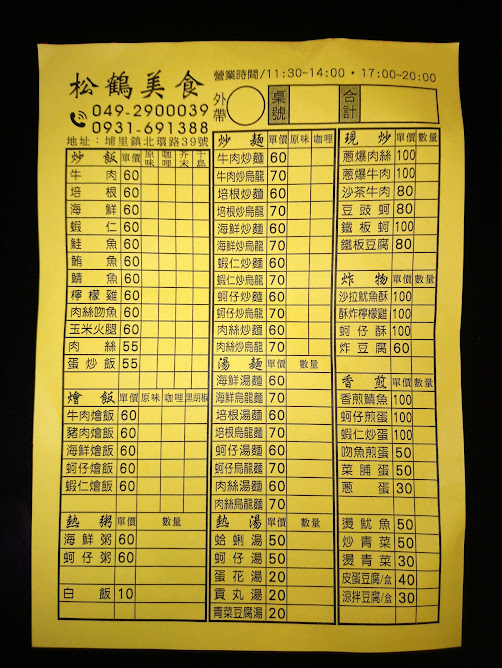 松鶴美食
營業時間/11:30~14:00・17:00~20:00
049-2900039
0931-691388
地址：埔里鎮北環路39號
外帶 桌號 合計
炒飯 單價 原味 咖哩 芥末 千島
牛肉 60
培根 60
海鮮 60
蝦仁 60
鮭魚 60
鮪魚 60
鯖魚 60
檸檬雞 60
肉絲吻魚 60
玉米火腿 60
肉絲 55
蛋炒飯 55
燴飯 單價 原味 咖哩 黑胡椒
牛肉燴飯 60
豬肉燴飯 60
海鮮燴飯 60
蚵仔燴飯 60
蝦仁燴飯 60
熱粥 單價 數量
海鮮粥 60
蚵仔粥 60
白飯 10
炒麵 單價 原味 咖哩
牛肉炒麵 60
牛肉炒烏龍 70
培根炒麵 60
培根炒烏龍 70
海鮮炒麵 60
海鮮炒烏龍 70
蝦仁炒麵 60
蝦仁炒烏龍 70
蚵仔炒麵 60
蚵仔炒烏龍 70
肉絲炒麵 60
肉絲炒烏龍 70
湯麵 單價 數量
海鮮湯麵 60
海鮮烏龍麵 70
培根湯麵 60
培根烏龍麵 70
蚵仔湯麵 60
蚵仔烏龍麵 70
肉絲湯麵 60
肉絲烏龍麵 70
熱湯 單價 數量
蛤蜊湯 50
蚵仔湯 50
蛋花湯 20
貢丸湯 20
青菜豆腐湯 20
現炒 單價 數量
蔥爆肉絲 100
蔥爆牛肉 100
沙茶牛肉 80
豆豉蚵 80
鐵板蚵 100
鐵板豆腐 80
炸物 單價 數量
沙拉魷魚酥 100
酥炸檸檬雞 100
蚵仔酥 100
炸豆腐 60
香煎 單價 數量
香煎鯖魚 100
蚵仔煎蛋 100
蝦仁炒蛋 100
吻魚煎蛋 50
菜脯蛋 50
蔥蛋 30
燙魷魚 50
炒青菜 50
燙青菜 30
皮蛋豆腐/盒 40
涼拌豆腐/盒 30